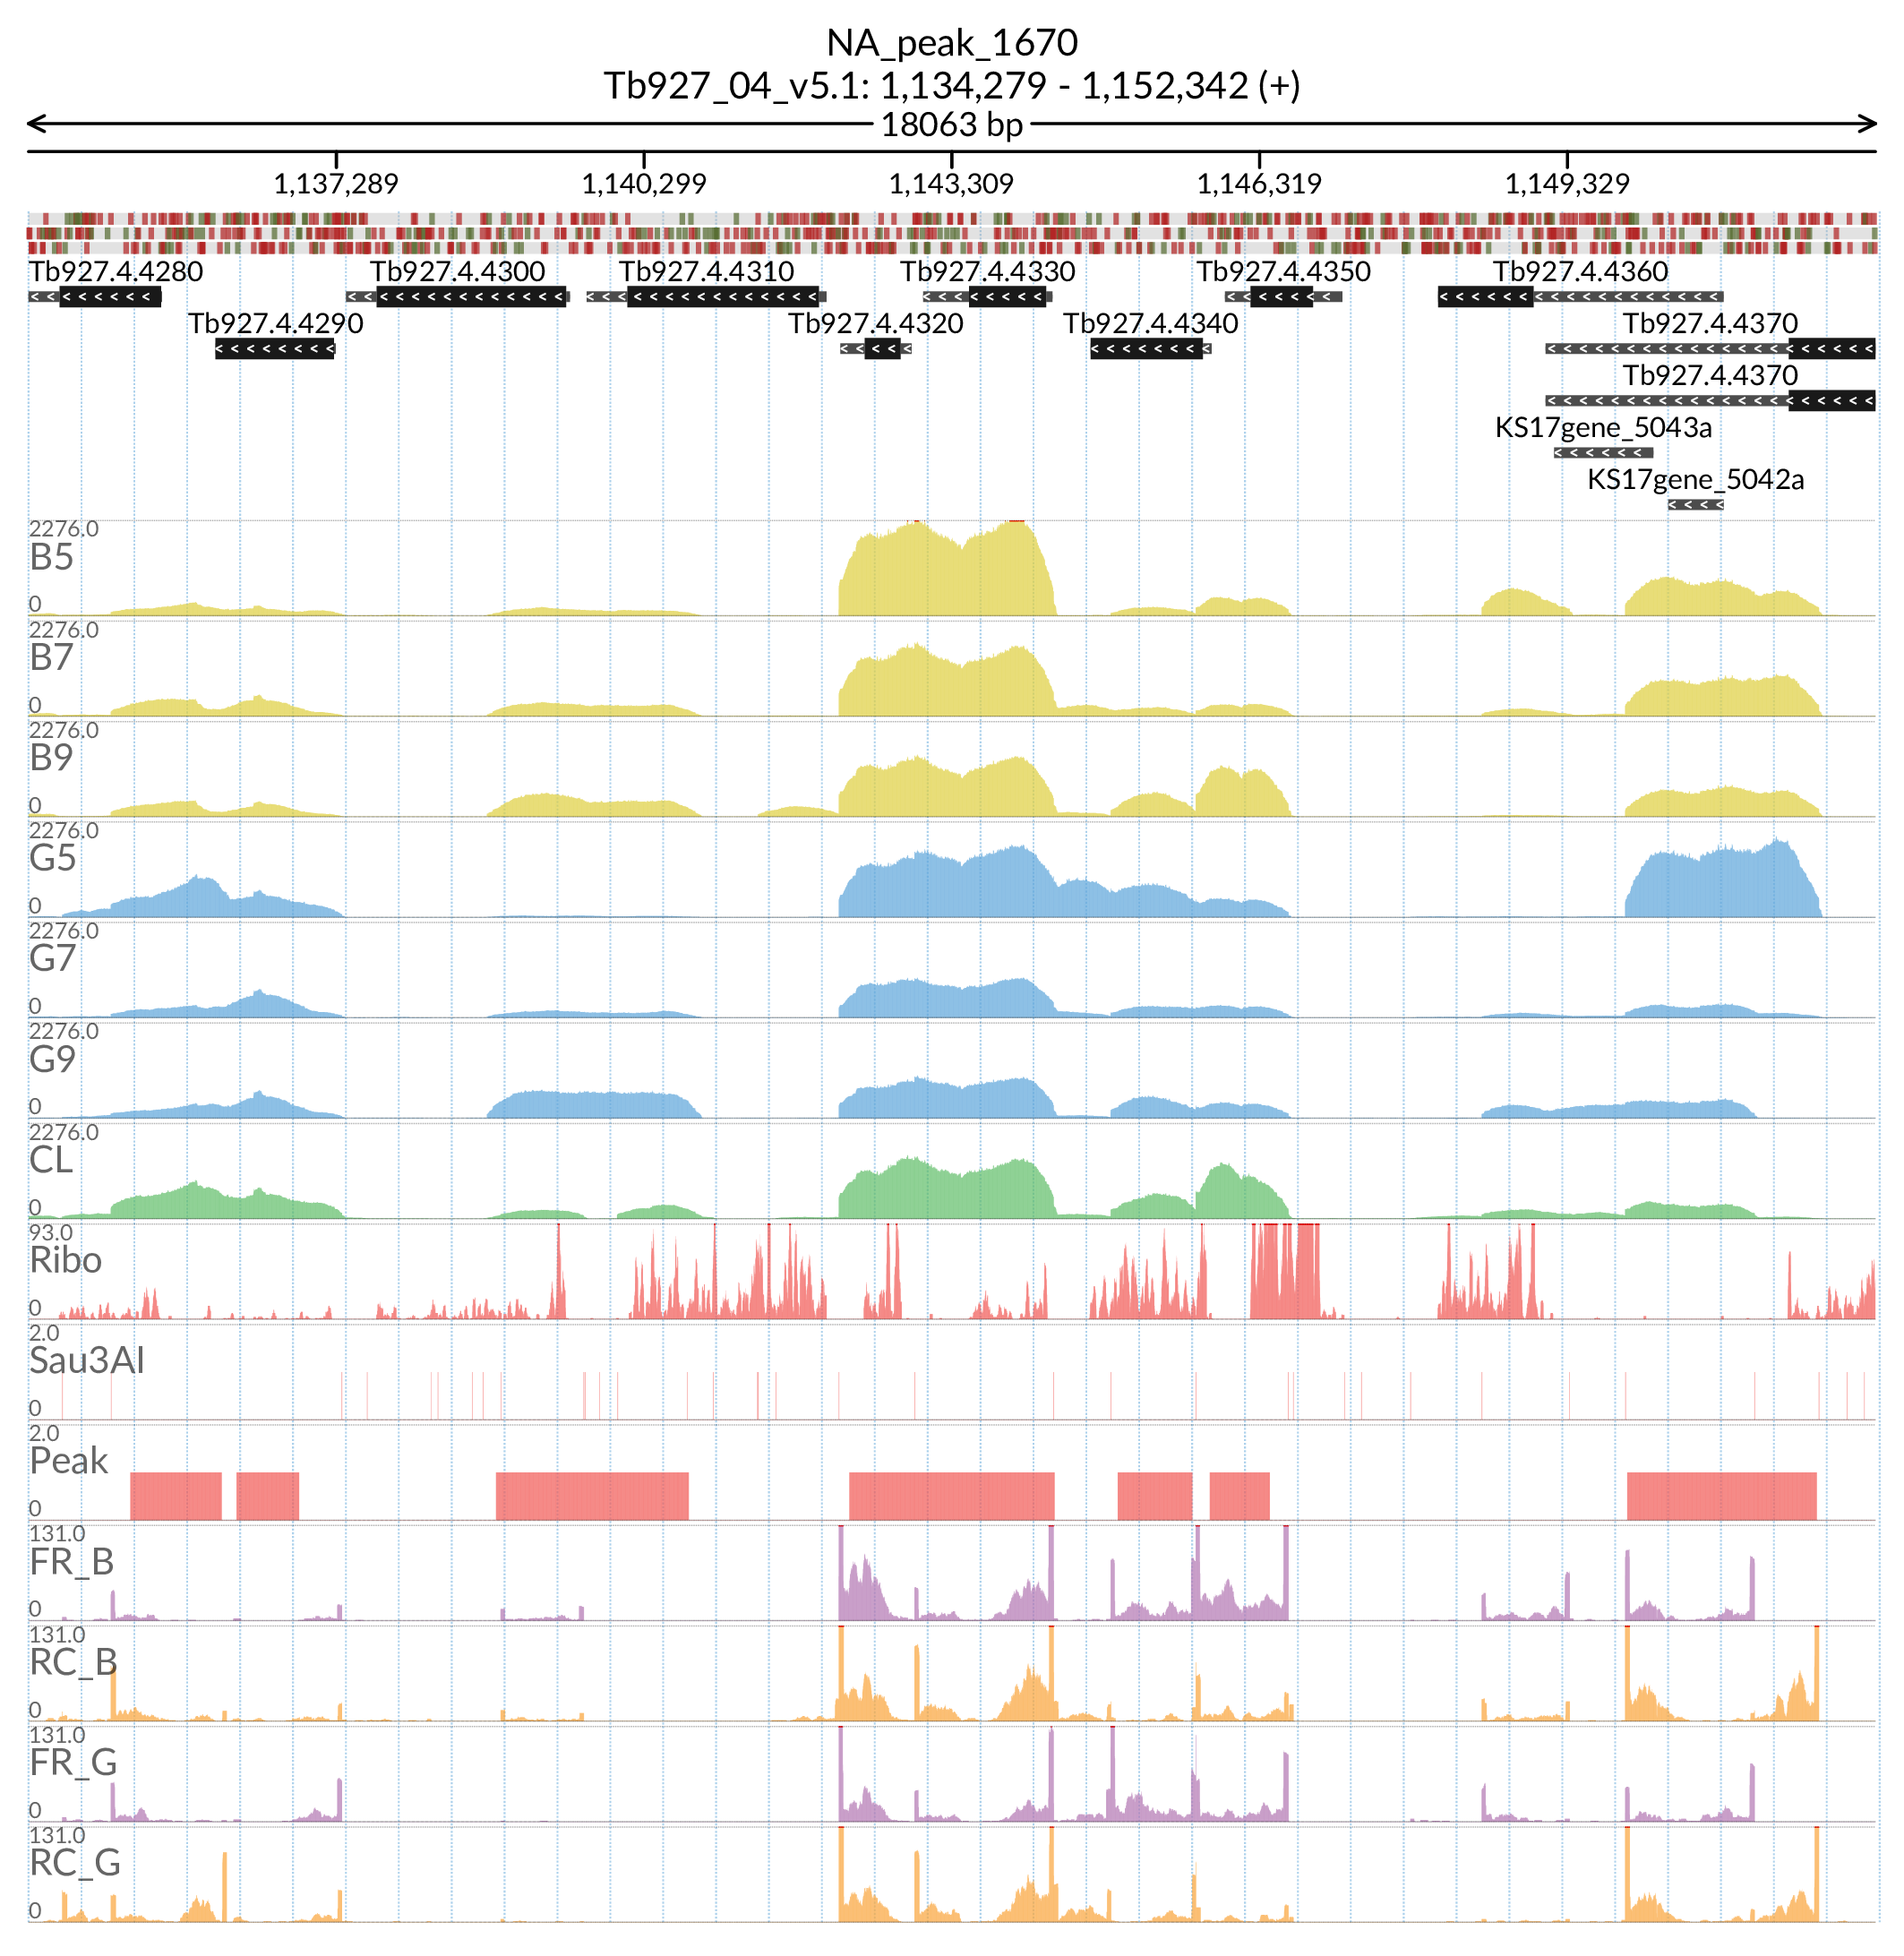 NA_peak_1670
Tb927_04_v5.1: 1,134,279 - 1,152,342 (+)
18063 bp
1,137,289 1,140,299 1,143,309 1,146,319 1,149,329
Tb927.4.4280 Tb927.4.4300 Tb927.4.4310 Tb927.4.4330 Tb927.4.4350 Tb927.4.4360
Tb927.4.4290 Tb927.4.4320 Tb927.4.4340 Tb927.4.4370
Tb927.4.4370
KS17gene_5043a
KS17gene_5042a
2276.0
B5
0
2276.0
B7
0
2276.0
B9
0
2276.0
G5
0
2276.0
G7
0
2276.0
G9
0
2276.0
CL
0
93.0
Ribo
0
2.0
Sau3AI
0
2.0
Peak
0
131.0
FR_B
0
131.0
RC_B
0
131.0
FR_G
0
131.0
RC_G
0